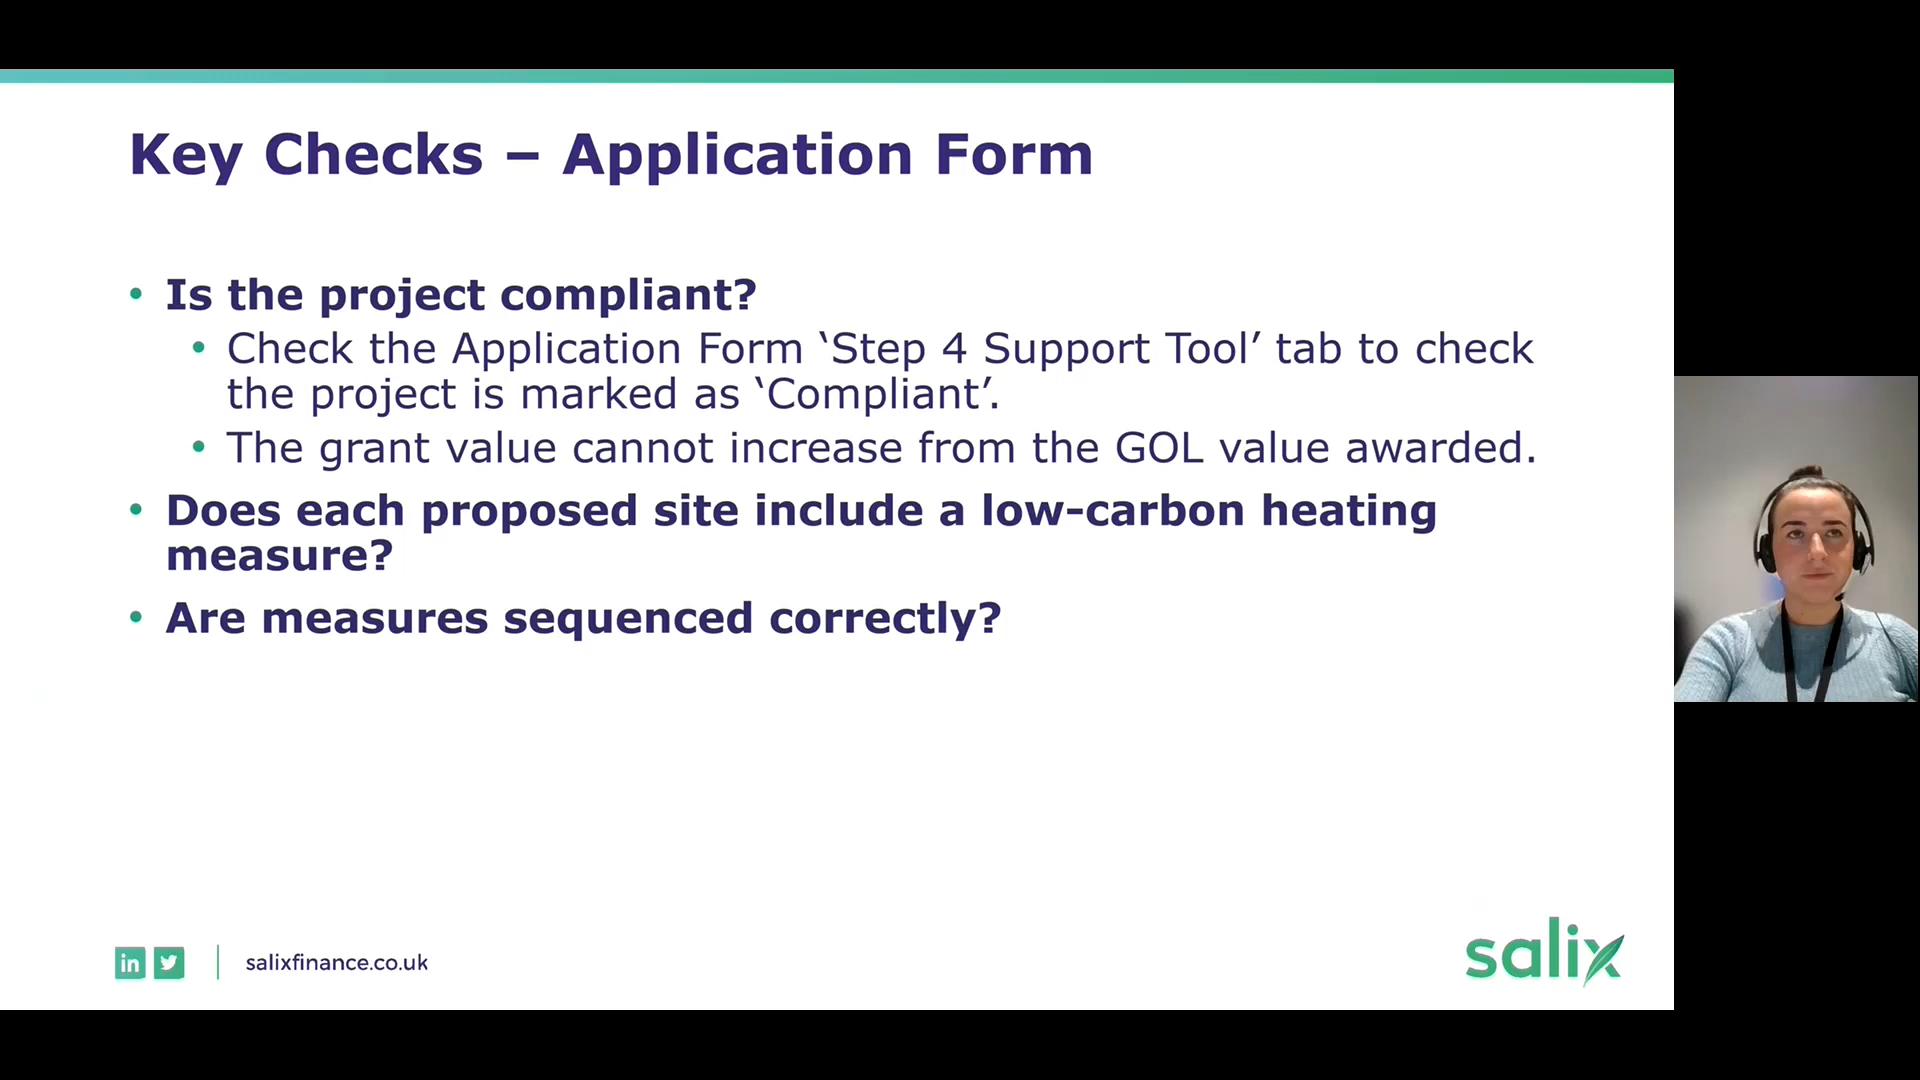 Key Checks – Application Form
• Is the project compliant?
• Check the Application Form ‘Step 4 Support Tool’ tab to check
the project is marked as ‘Compliant’.
• The grant value cannot increase from the GOL value awarded.
• Does each proposed site include a low-carbon heating
measure?
• Are measures sequenced correctly?
in
salixfinance.co.uk
salix